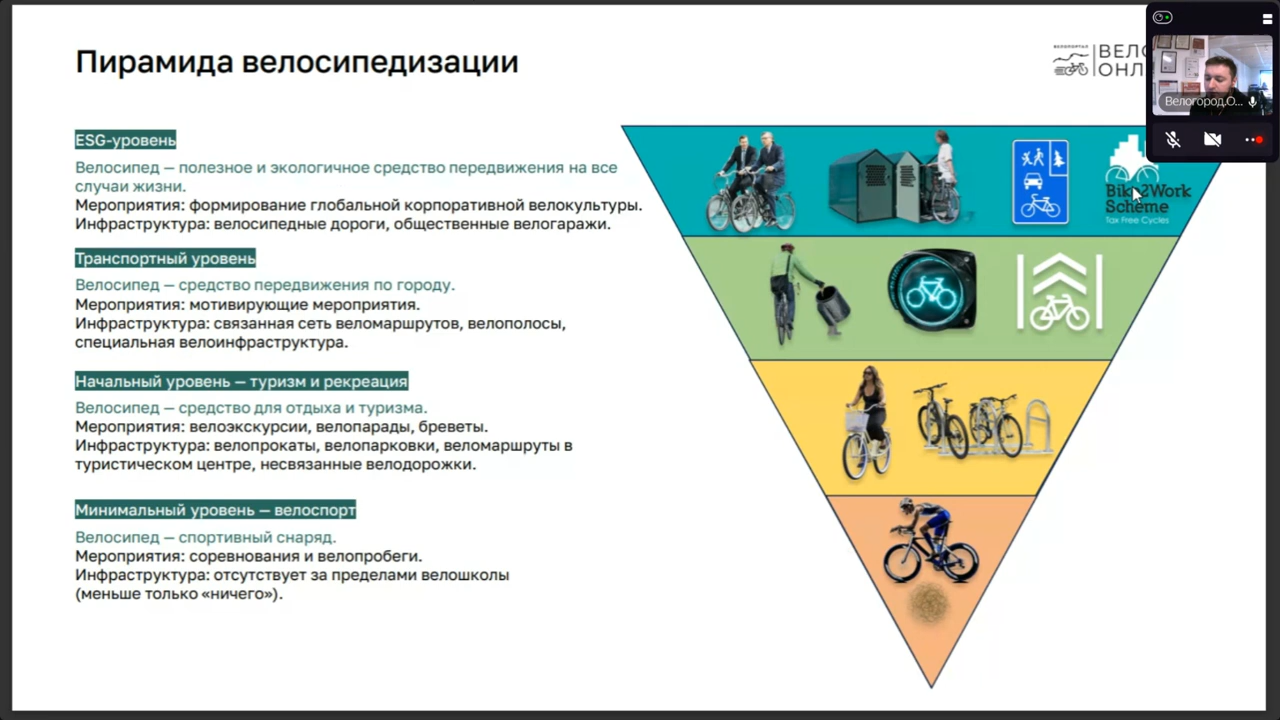 Пирамида велосипедизации
ВЕЛОПОРТАЛ
ESG-уровень
Велосипед — полезное и экологичное средство передвижения на все
случаи жизни.
Мероприятия: формирование глобальной корпоративной велокультуры.
Инфраструктура: велосипедные дороги, общественные велогаражи.
Транспортный уровень
Велосипед — средство передвижения по городу.
Мероприятия: мотивирующие мероприятия.
Инфраструктура: связанная сеть веломаршрутов, велополосы,
специальная велоинфраструктура.
Начальный уровень — туризм и рекреация
Велосипед — средство для отдыха и туризма.
Мероприятия: велоэкскурсии, велопарады, бреветы.
Инфраструктура: велопрокаты, велопарковки, веломаршруты в
туристическом центре, несвязанные велодорожки.
Минимальный уровень — велоспорт
Велосипед — спортивный снаряд.
Мероприятия: соревнования и велопробеги.
Инфраструктура: отсутствует за пределами велошколы
(меньше только «ничего»).
Велогород,О...
Bike2Work
Scheme
Tax Free Cycles